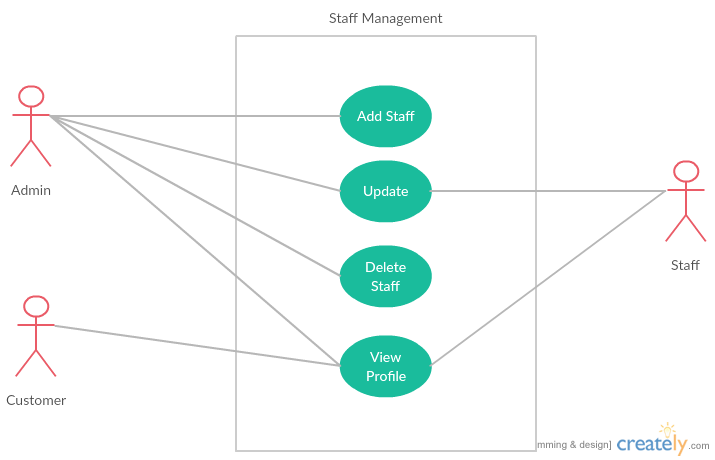 Staff Management
Add Staff
Admin
Update
Staff
Delete
Staff
Customer
View
Profile
mming & design]
creately.com